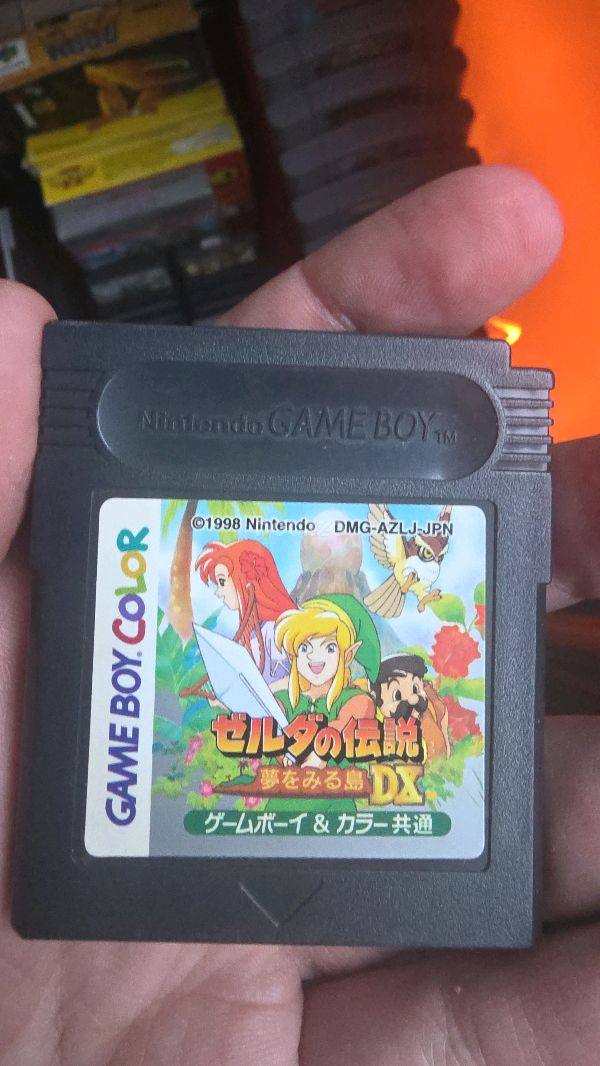 Nintendo GAME BOY TM
©1998 Nintendo DMG-AZLJ-JPN
GAME BOY COLOR
ゼルダの伝説
夢をみる島 DX
ゲームボーイ & カラー共通